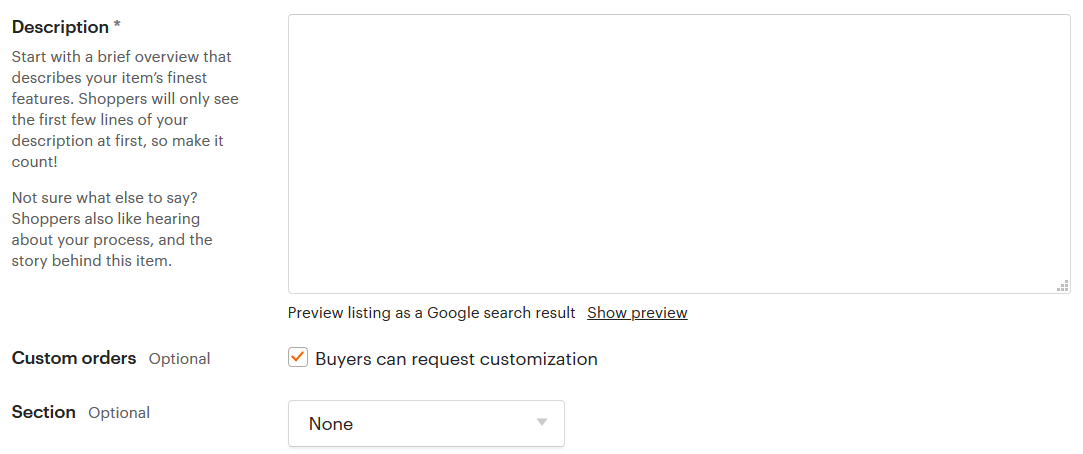 Description *
Start with a brief overview that
describes your item’s finest
features. Shoppers will only see
the first few lines of your
description at first, so make it
count!
Not sure what else to say?
Shoppers also like hearing
about your process, and the
story behind this item.
Preview listing as a Google search result Show preview
Custom orders Optional
Buyers can request customization
Section Optional
None